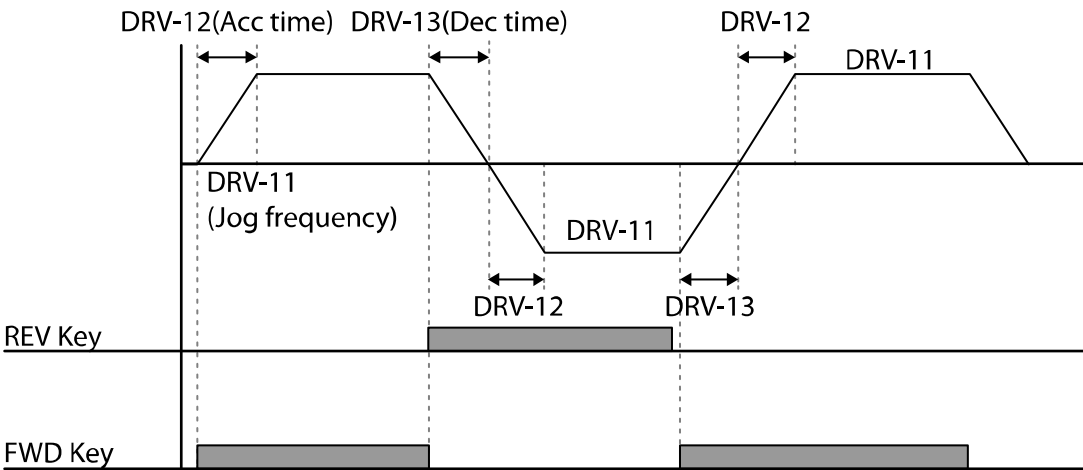 DRV-12(Acc time) DRV-13(Dec time) DRV-12
DRV-11
DRV-11
(Jog frequency)
DRV-11
DRV-12 DRV-13
REV Key
FWD Key